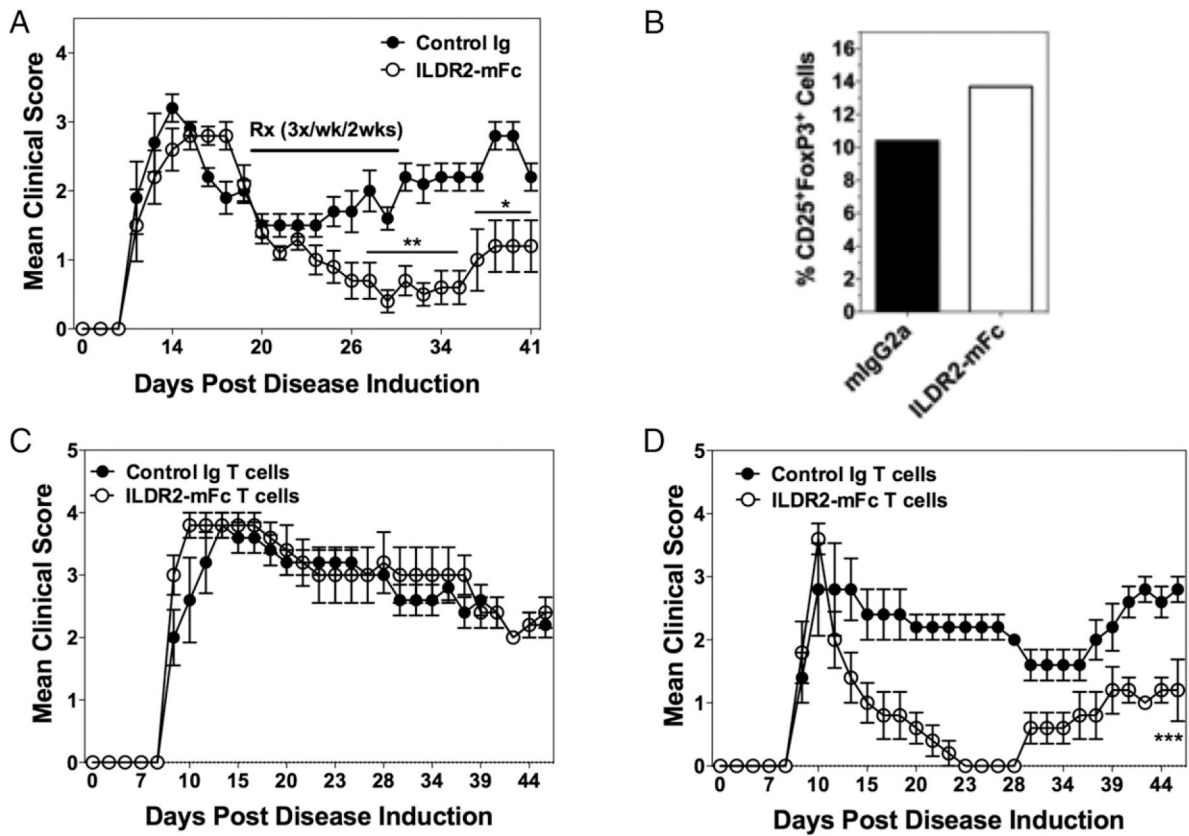 A
Mean Clinical Score
4
3
2
1
0
Control Ig
ILDR2-mFc
Rx (3x/wk/2wks)
**
*
0 14 20 26 34 41
Days Post Disease Induction
B
% CD25⁺FoxP3⁺ Cells
16
14
12
10
8
6
4
2
0
mIgG2a
ILDR2-mFc
C
Mean Clinical Score
5
4
3
2
1
0
Control Ig T cells
ILDR2-mFc T cells
0 7 10 15 20 23 28 34 39 44
Days Post Disease Induction
D
Mean Clinical Score
5
4
3
2
1
0
Control Ig T cells
ILDR2-mFc T cells
***
0 7 10 15 20 23 28 34 39 44
Days Post Disease Induction